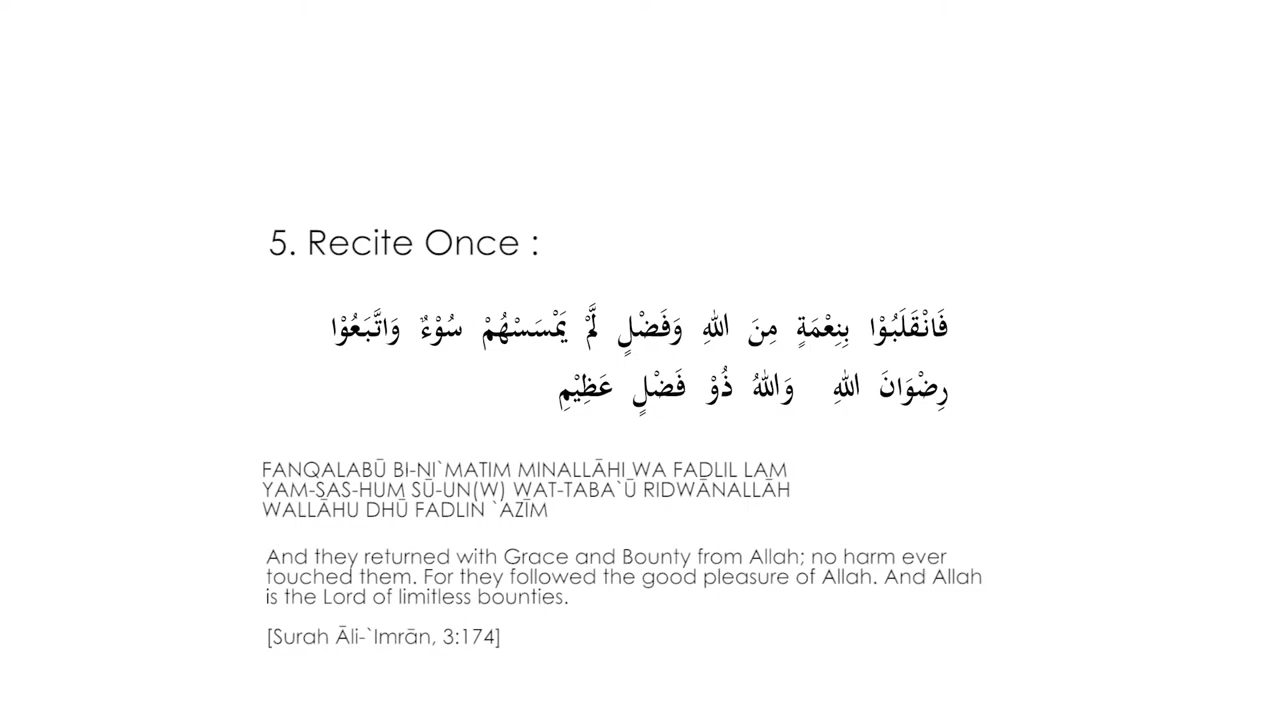 5. Recite Once :
فَانْقَلَبُوْا بِنِعْمَةٍ مِنَ اللهِ وَفَضْلٍ لَّمْ يَمْسَسْهُمْ سُوْءٌ وَاتَّبَعُوْا
رِضْوَانَ اللهِ وَاللهُ ذُوْ فَضْلٍ عَظِيْمِ
FANQALABŪ BI-NI`MATIM MINALLĀHI WA FADLIL LAM
YAM-SAS-HUM SŪ-UN(W) WAT-TABA`Ū RIDWĀNALLĀH
WALLĀHU DHŪ FADLIN `AZĪM
And they returned with Grace and Bounty from Allah; no harm ever
touched them. For they followed the good pleasure of Allah. And Allah
is the Lord of limitless bounties.
[Surah Āli-`Imrān, 3:174]